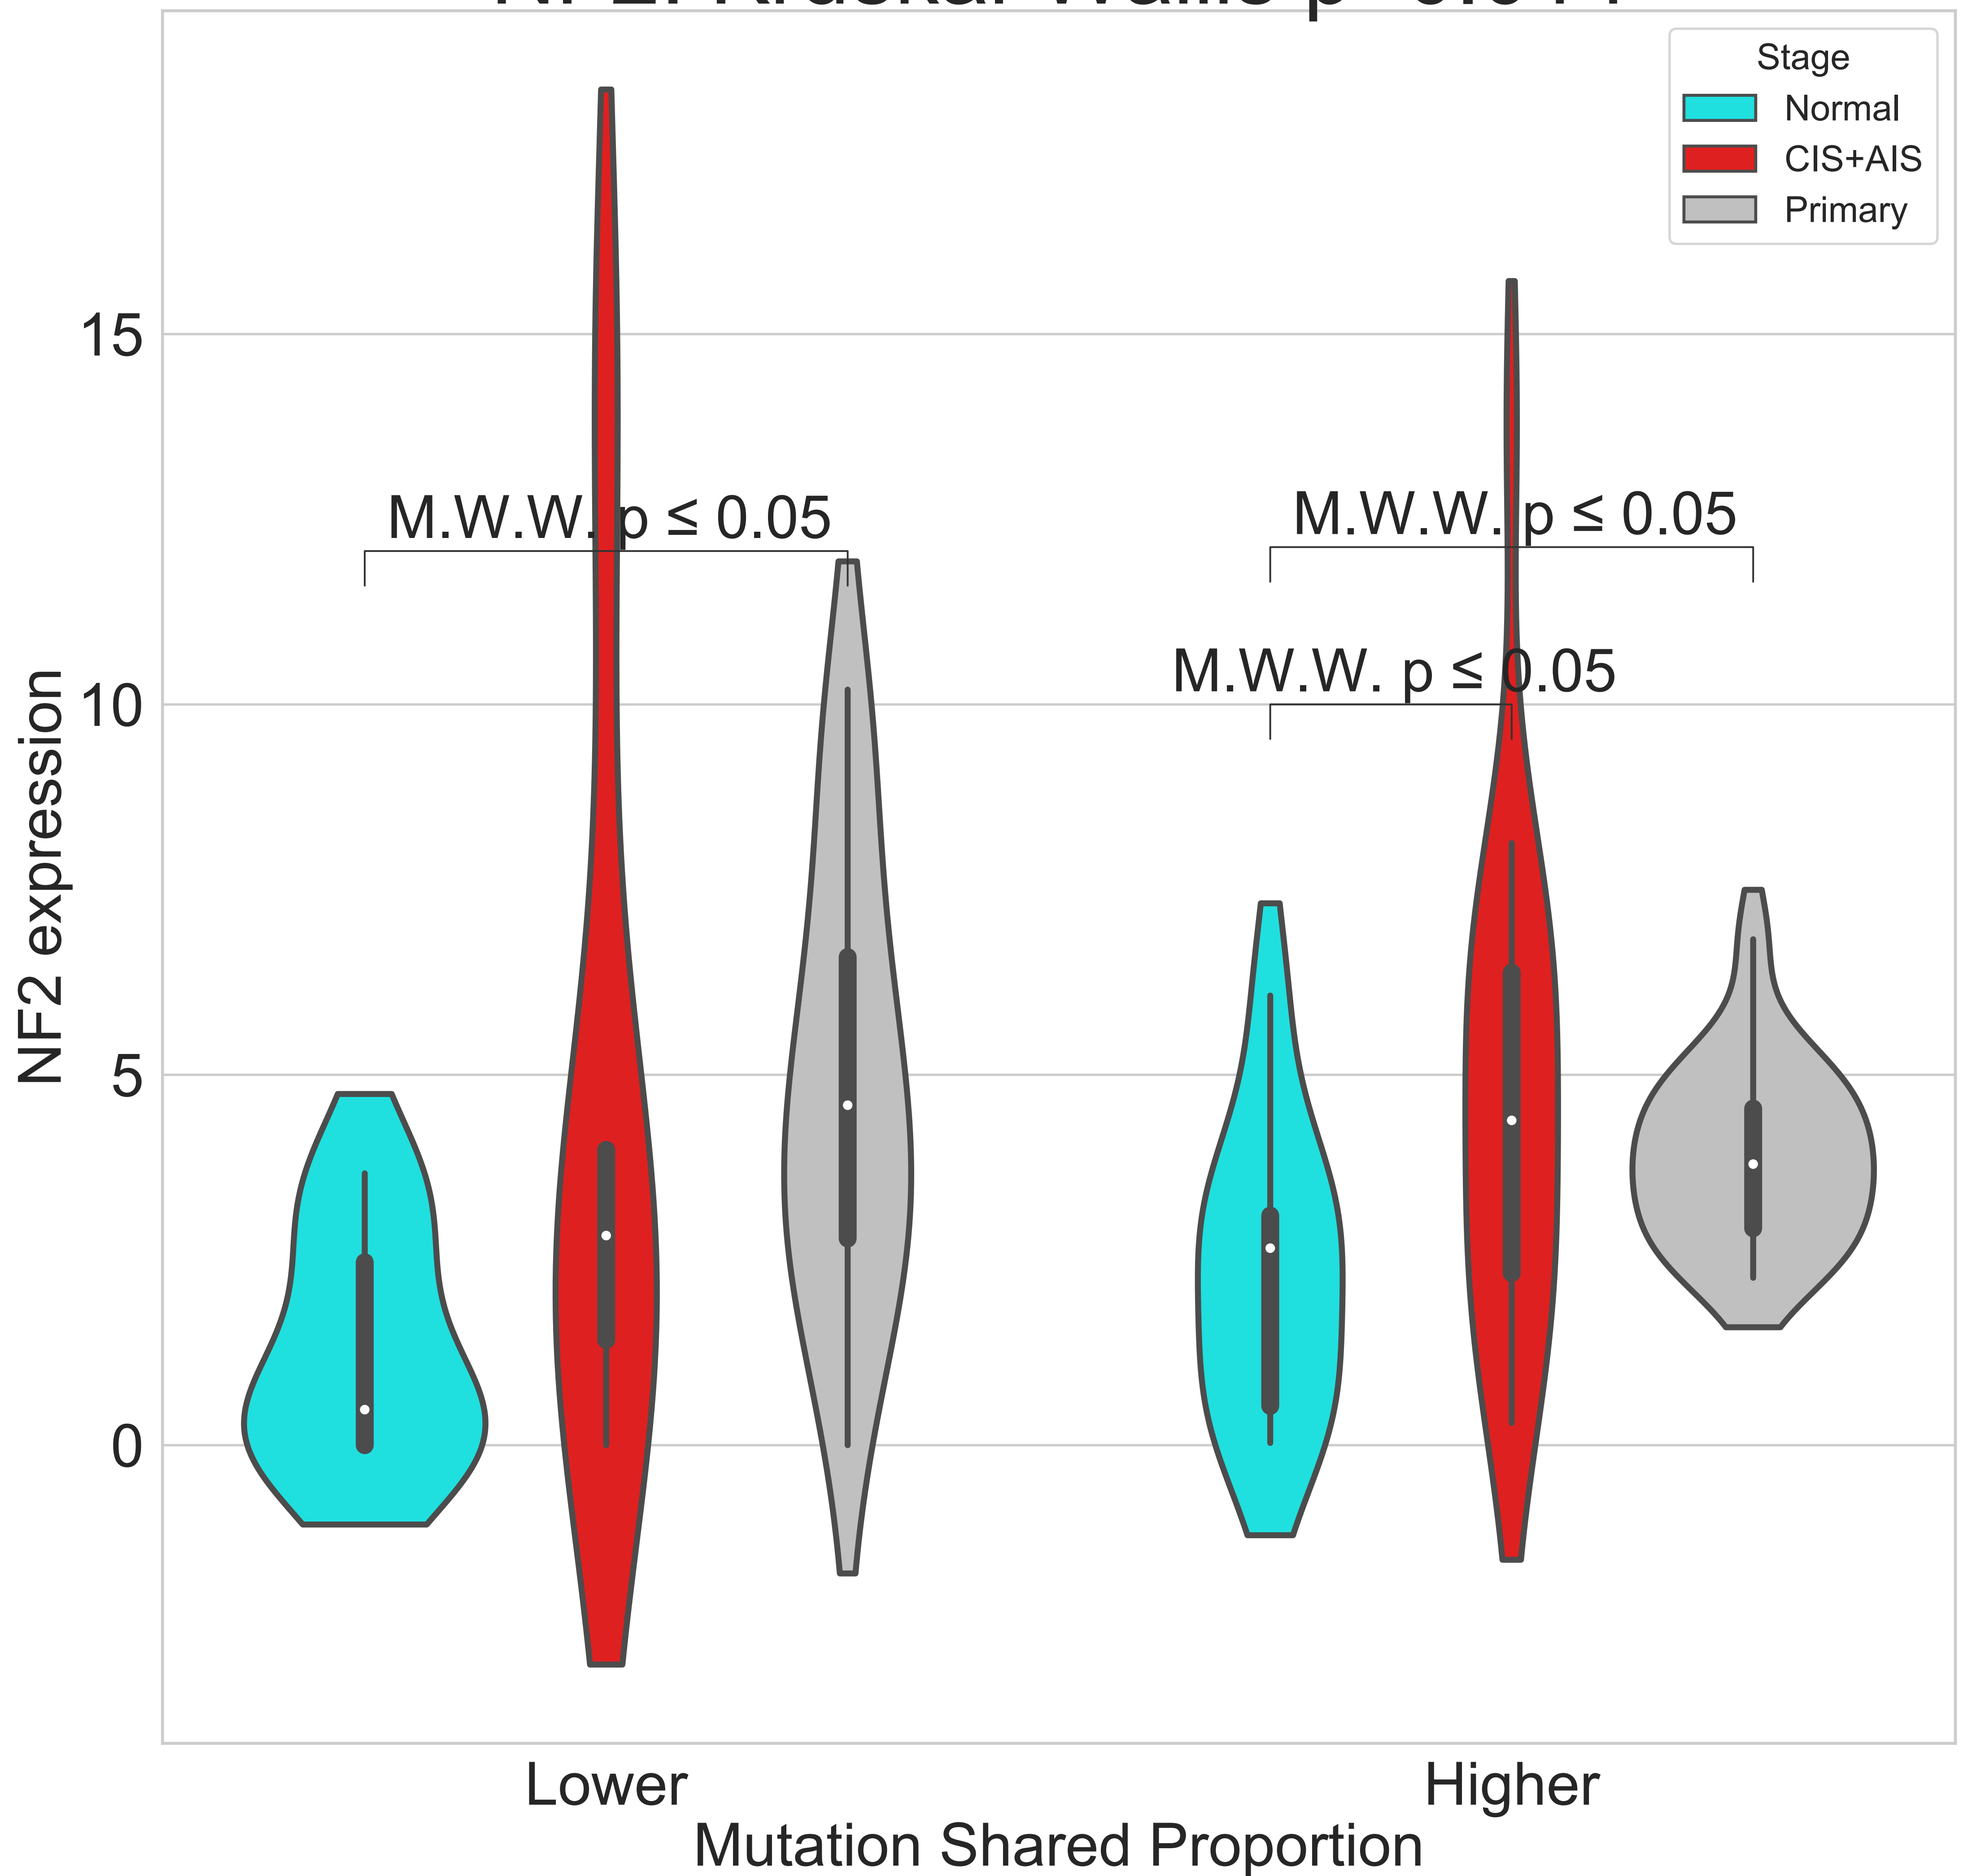 Stage
Normal
CIS+AIS
Primary
15
10
5
0
NF2 expression
M.W.W. p ≤ 0.05
M.W.W. p ≤ 0.05
M.W.W. p ≤ 0.05
Lower
Higher
Mutation Shared Proportion